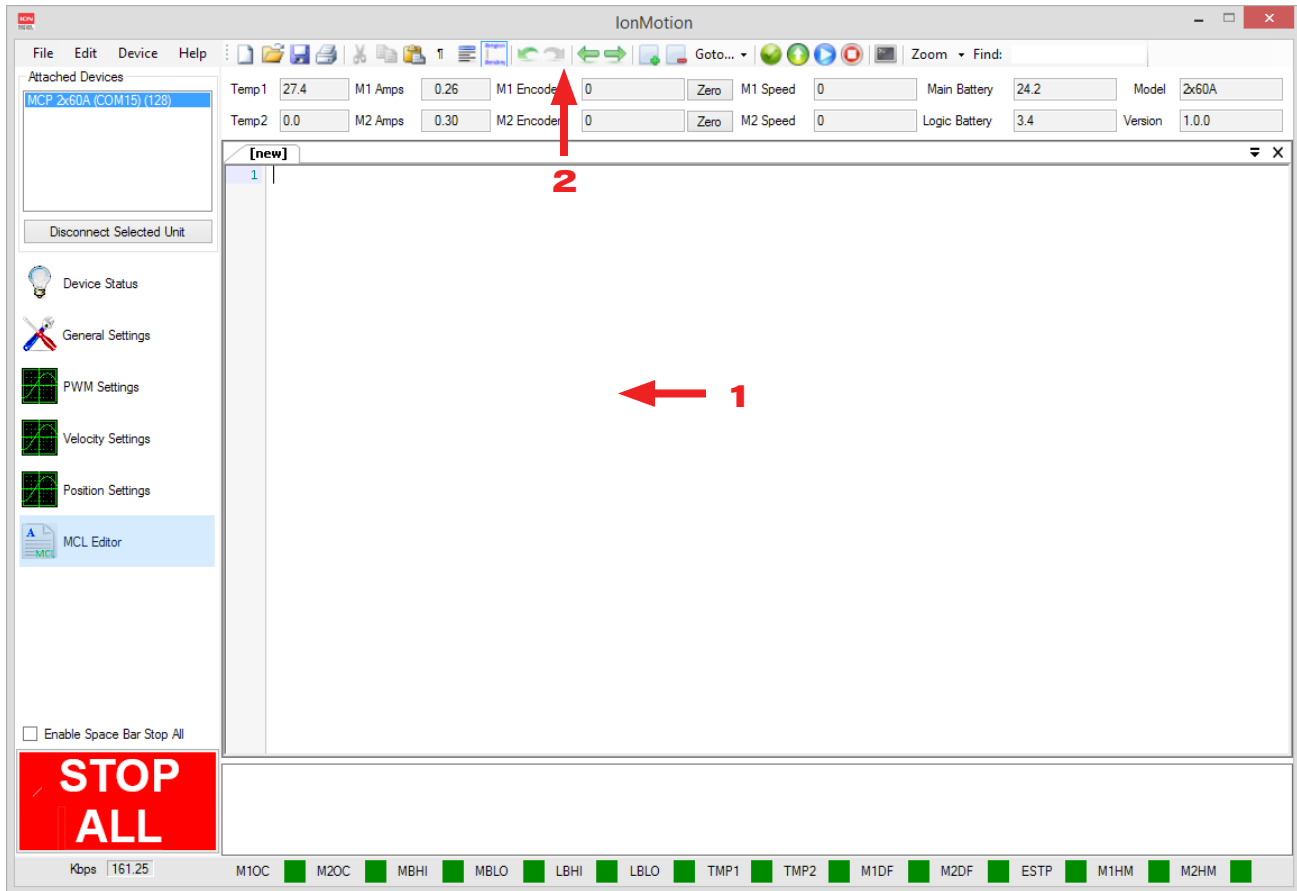 IonMotion
ION
File Edit Device Help
Goto...
Zoom
Find:
Attached Devices
MCP 2x60A (COM15) (128)
Disconnect Selected Unit
Temp1 27.4 M1 Amps 0.26 M1 Encoder 0 Zero M1 Speed 0 Main Battery 24.2 Model 2x60A
Temp2 0.0 M2 Amps 0.30 M2 Encoder 0 Zero M2 Speed 0 Logic Battery 3.4 Version 1.0.0
[new] X
1
2
1
Device Status
General Settings
PWM Settings
Velocity Settings
Position Settings
A
MCL
MCL Editor
Enable Space Bar Stop All
STOP
ALL
Kbps 161.25
M1OC M2OC MBHI MBLO LBHI LBLO TMP1 TMP2 M1DF M2DF ESTP M1HM M2HM